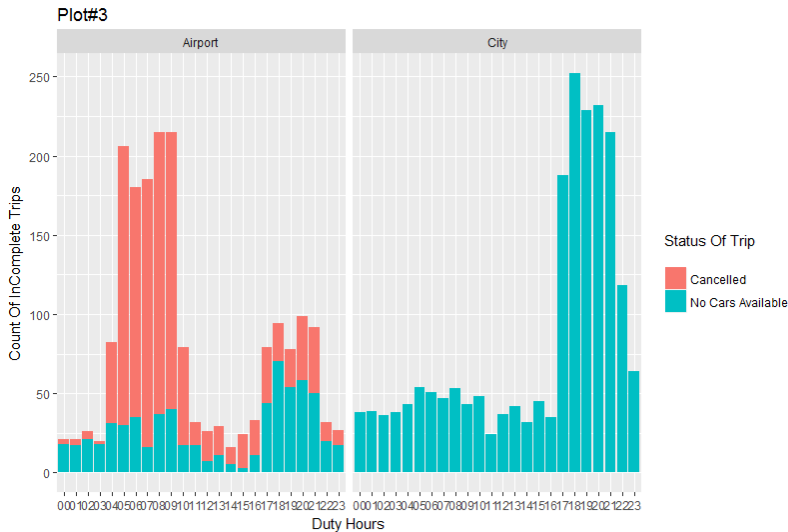 Plot#3
Airport
City
250
200
150
100
50
0
Count Of InComplete Trips
000102030405060708091011121314151617181920212223
000102030405060708091011121314151617181920212223
Duty Hours
Status Of Trip
Cancelled
No Cars Available